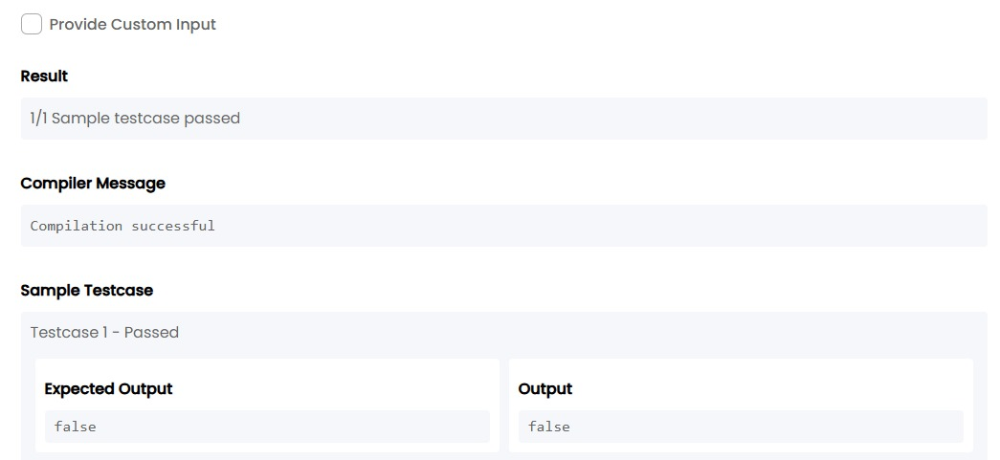 Provide Custom Input
Result
1/1 Sample testcase passed
Compiler Message
Compilation successful
Sample Testcase
Testcase 1 - Passed
Expected Output
false
Output
false